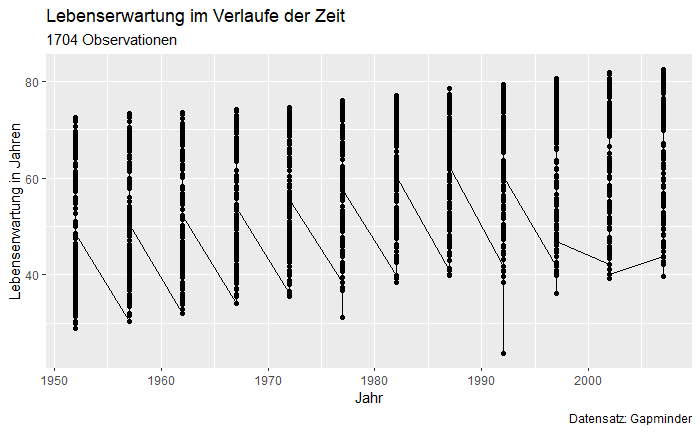 Lebenserwartung im Verlaufe der Zeit
1704 Observationen
Lebenserwartung in Jahren
80
60
40
1950
1960
1970
1980
1990
2000
Jahr
Datensatz: Gapminder